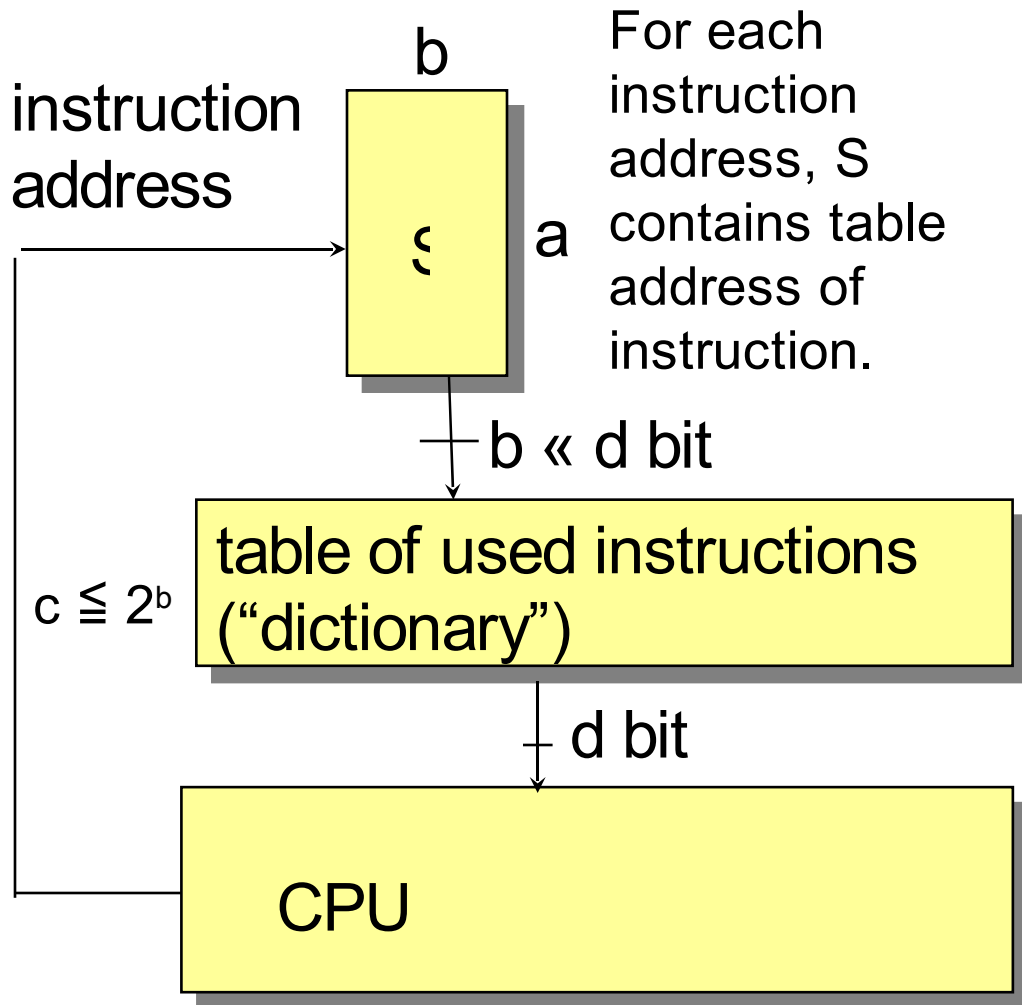 b
instruction
address
For each
instruction
address, S
contains table
address of
instruction.
S
a
b « d bit
table of used instructions
(“dictionary”)
c ≦ 2ᵇ
d bit
CPU